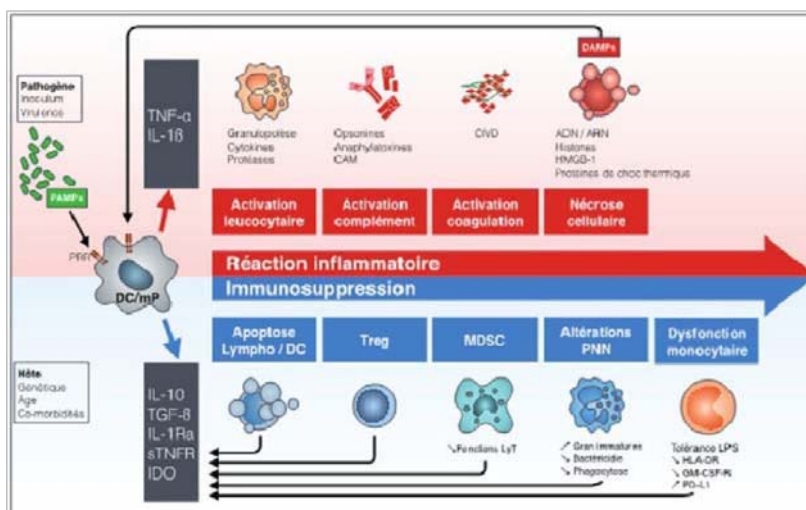 DAMPs
Pathogène
Inoculum
Virulence
PAMPs
PRR
DC/mP
TNF-α
IL-1ß
Granulopoïèse
Cytokines
Protéases
Opsonines
Anaphylatoxines
CAM
CIVD
ADN / ARN
Histones
HMGB-1
Protéines de choc thermique
Activation
leucocytaire
Activation
complément
Activation
coagulation
Nécrose
cellulaire
Réaction inflammatoire
Immunosuppression
Apoptose
Lympho / DC
Treg
MDSC
Altérations
PNN
Dysfonction
monocytaire
Hôte
Génétique
Âge
Co-morbidités
IL-10
TGF-ß
IL-1Ra
sTNFR
IDO
↘ Fonctions LyT
↗ Gran immatures
↘ Bactéricidie
↘ Phagocytose
Tolérance LPS
↘ HLA-DR
↘ GM-CSF-R
↗ PD-L1